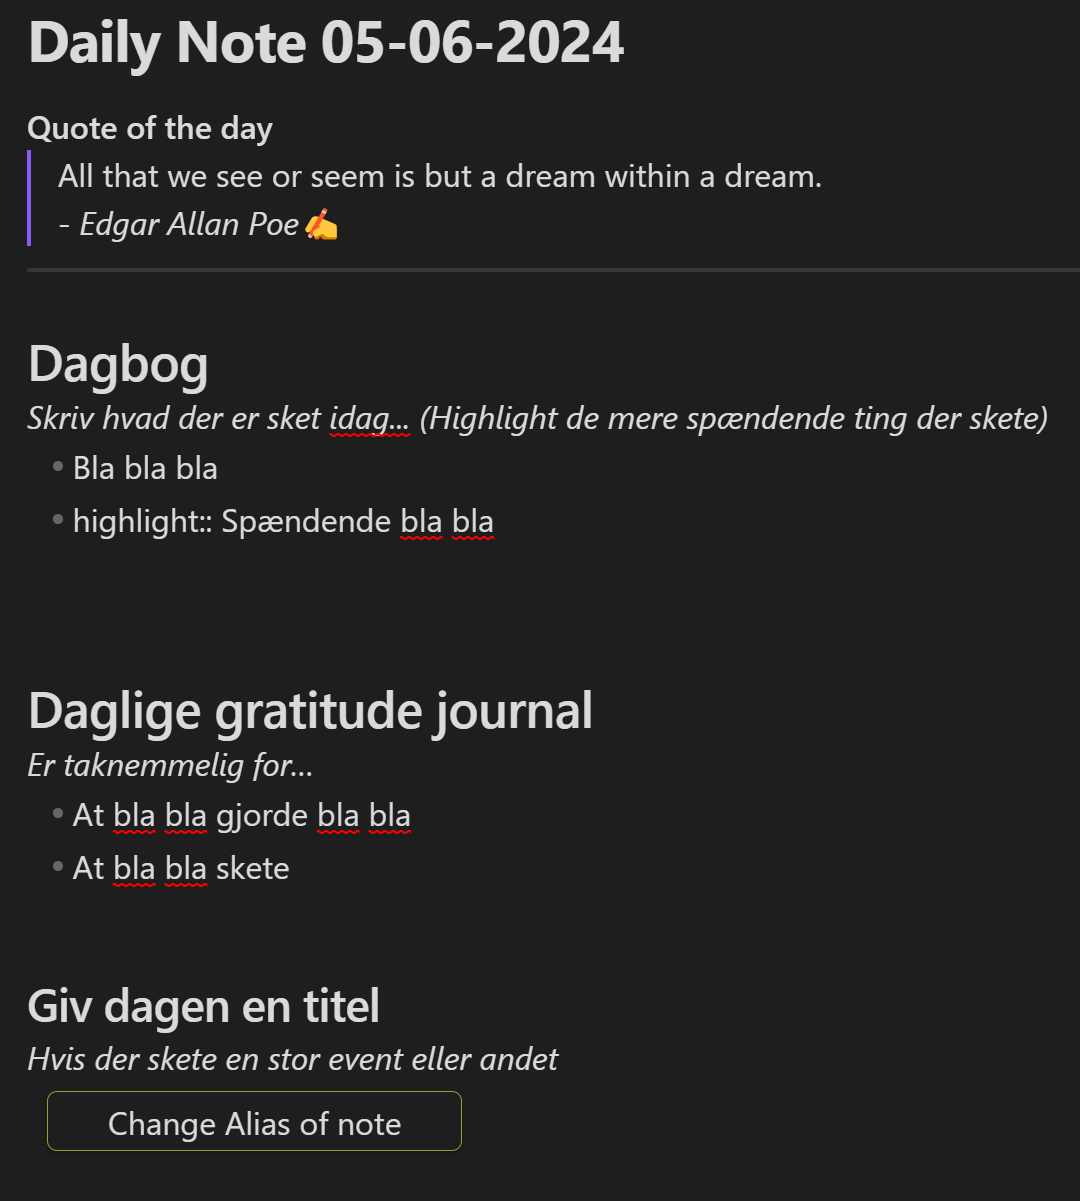 Daily Note 05-06-2024
Quote of the day
All that we see or seem is but a dream within a dream.
- Edgar Allan Poe✍️
Dagbog
Skriv hvad der er sket idag... (Highlight de mere spændende ting der skete)
Bla bla bla
highlight:: Spændende bla bla
Daglige gratitude journal
Er taknemmelig for...
At bla bla gjorde bla bla
At bla bla skete
Giv dagen en titel
Hvis der skete en stor event eller andet
Change Alias of note